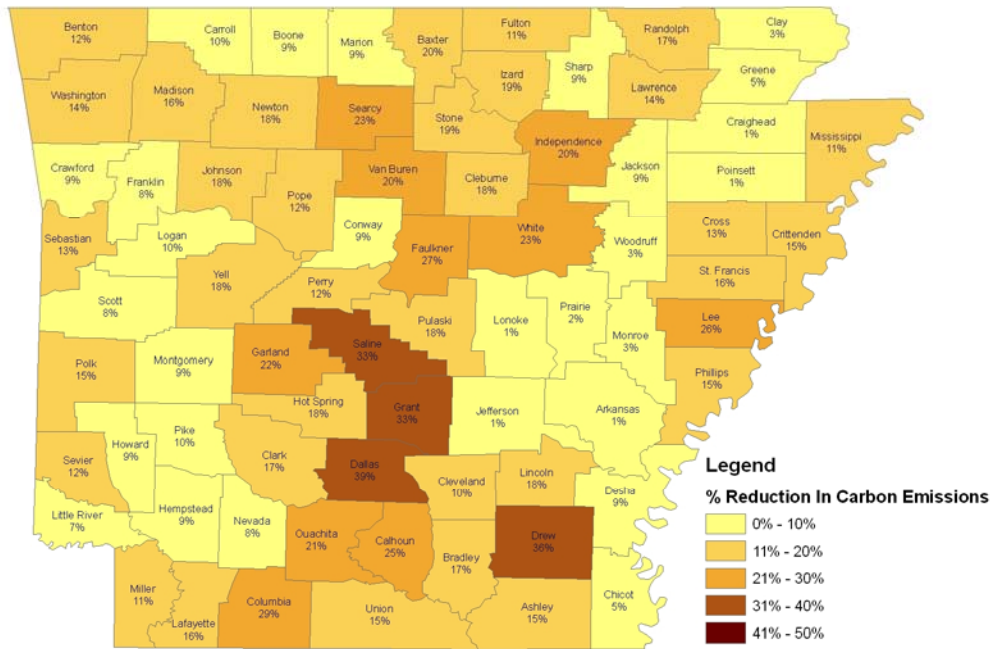 Benton
12%
Carroll
10%
Boone
9%
Marion
9%
Baxter
20%
Fulton
11%
Randolph
17%
Clay
3%
Washington
14%
Madison
16%
Newton
18%
Searcy
23%
Stone
19%
Izard
19%
Sharp
9%
Lawrence
14%
Greene
5%
Craighead
1%
Mississippi
11%
Crawford
9%
Franklin
8%
Johnson
18%
Pope
12%
Van Buren
20%
Cleburne
18%
Independence
20%
Jackson
9%
Poinsett
1%
Sebastian
13%
Logan
10%
Conway
9%
Faulkner
27%
White
23%
Woodruff
3%
Cross
13%
Crittenden
15%
Scott
8%
Yell
18%
Perry
12%
Pulaski
18%
Lonoke
1%
Prairie
2%
Monroe
3%
St. Francis
16%
Lee
26%
Polk
15%
Montgomery
9%
Garland
22%
Saline
33%
Phillips
15%
Hot Spring
18%
Grant
33%
Jefferson
1%
Arkansas
1%
Sevier
12%
Howard
9%
Pike
10%
Clark
17%
Dallas
39%
Cleveland
10%
Lincoln
18%
Desha
9%
Little River
7%
Hempstead
9%
Nevada
8%
Ouachita
21%
Calhoun
25%
Bradley
17%
Drew
36%
Chicot
5%
Miller
11%
Lafayette
16%
Columbia
29%
Union
15%
Ashley
15%
Legend
% Reduction In Carbon Emissions
0% - 10%
11% - 20%
21% - 30%
31% - 40%
41% - 50%